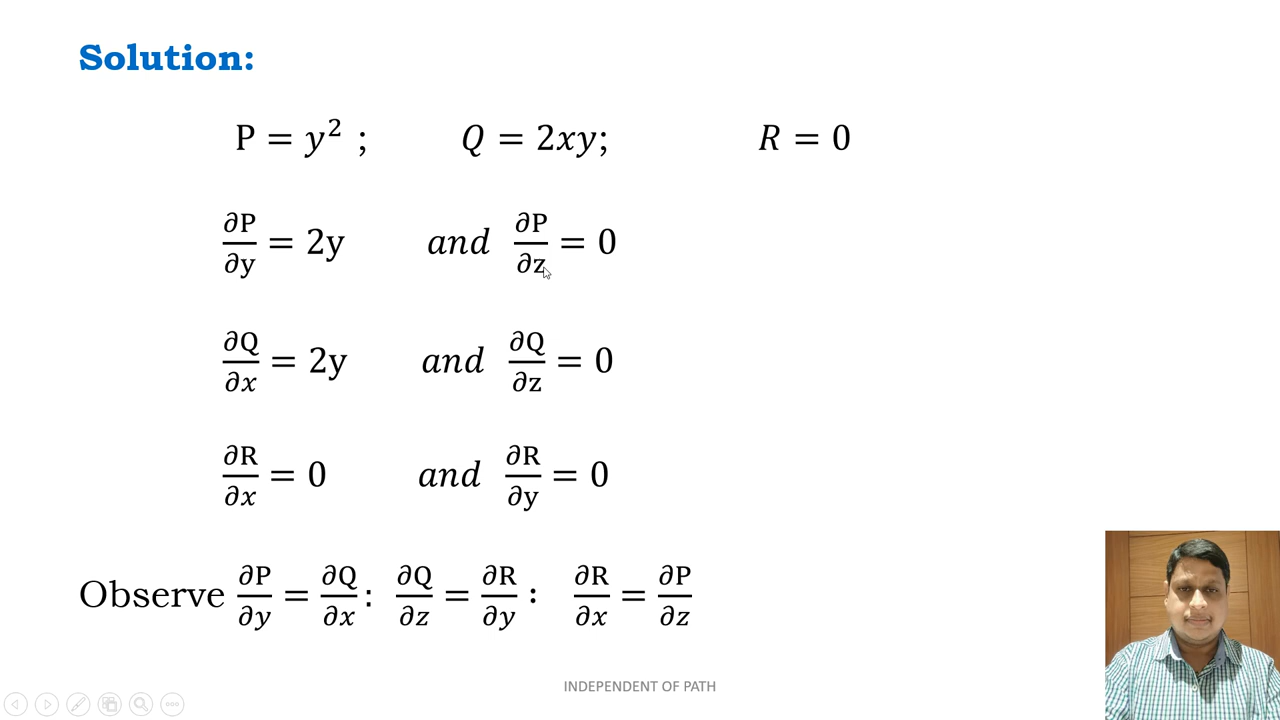 Solution:
P = y² ; Q = 2xy; R = 0
∂P/∂y = 2y and ∂P/∂z = 0
∂Q/∂x = 2y and ∂Q/∂z = 0
∂R/∂x = 0 and ∂R/∂y = 0
Observe ∂P/∂y = ∂Q/∂x : ∂Q/∂z = ∂R/∂y : ∂R/∂x = ∂P/∂z
INDEPENDENT OF PATH